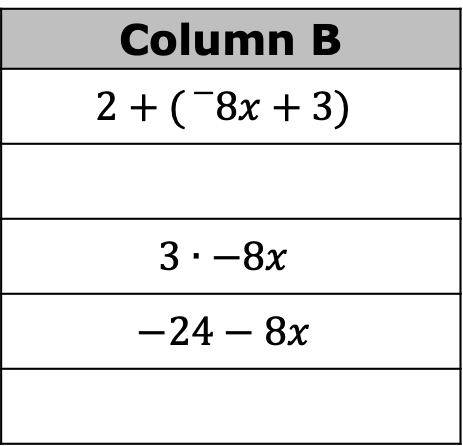 Column B
2 + (⁻8x + 3)
3 · −8x
−24 − 8x